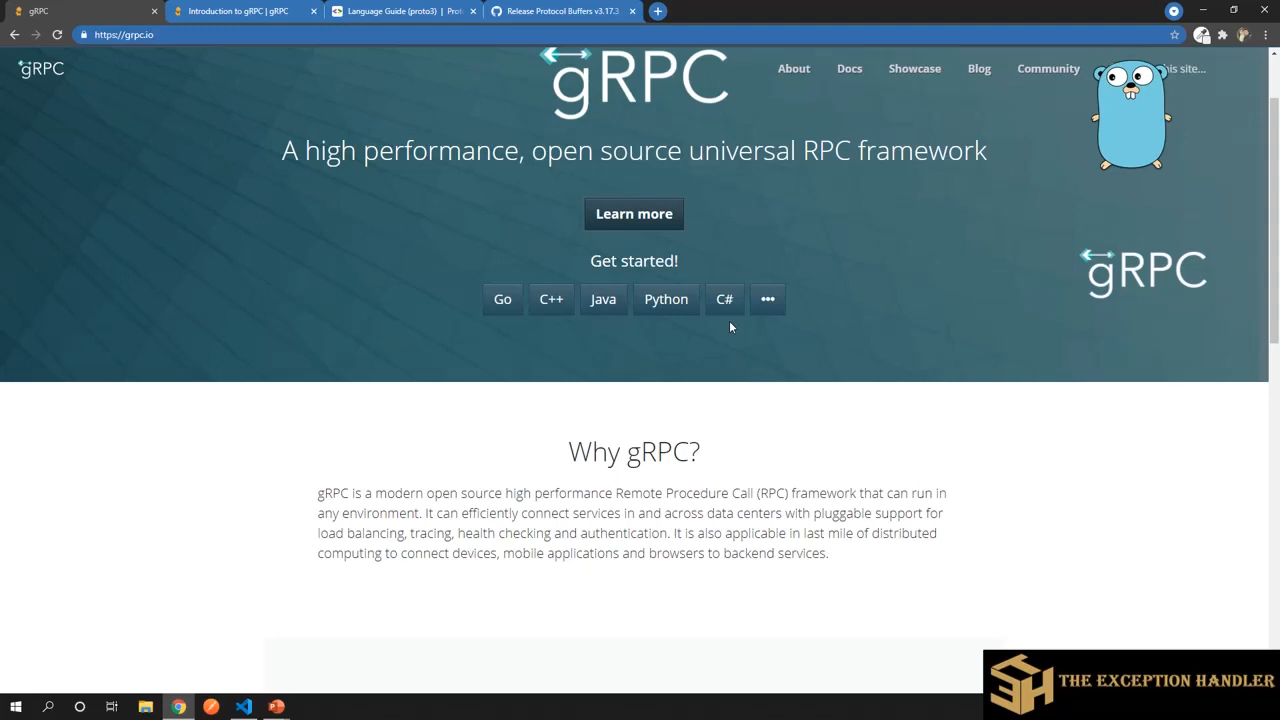 gRPC
Introduction to gRPC | gRPC
Language Guide (proto3) | Prot
Release Protocol Buffers v3.17.3
https://grpc.io
gRPC
gRPC
About
Docs
Showcase
Blog
Community
his site...
A high performance, open source universal RPC framework
Learn more
gRPC
Get started!
Go
C++
Java
Python
C#
•••
Why gRPC?
gRPC is a modern open source high performance Remote Procedure Call (RPC) framework that can run in
any environment. It can efficiently connect services in and across data centers with pluggable support for
load balancing, tracing, health checking and authentication. It is also applicable in last mile of distributed
computing to connect devices, mobile applications and browsers to backend services.
THE EXCEPTION HANDLER